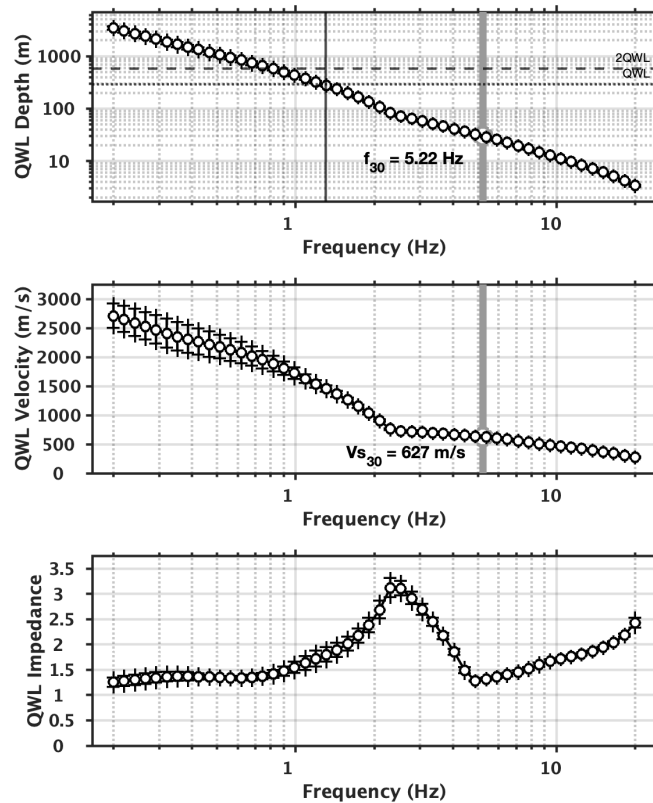 1000
100
10
QWL Depth (m)
2QWL
QWL
f30 = 5.22 Hz
1
10
Frequency (Hz)
3000
2500
2000
1500
1000
500
0
QWL Velocity (m/s)
Vs30 = 627 m/s
1
10
Frequency (Hz)
3.5
3
2.5
2
1.5
1
0.5
0
QWL Impedance
1
10
Frequency (Hz)